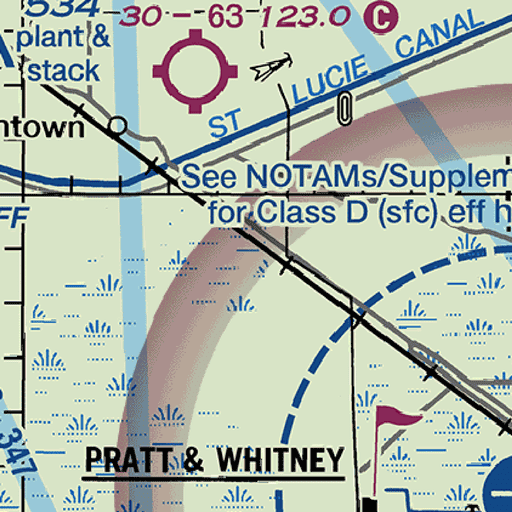 534
30 - 63 123.0 C
plant &
stack
ST LUCIE CANAL
ntown
See NOTAMs/Supplem
for Class D (sfc) eff h
FF
347
PRATT & WHITNEY